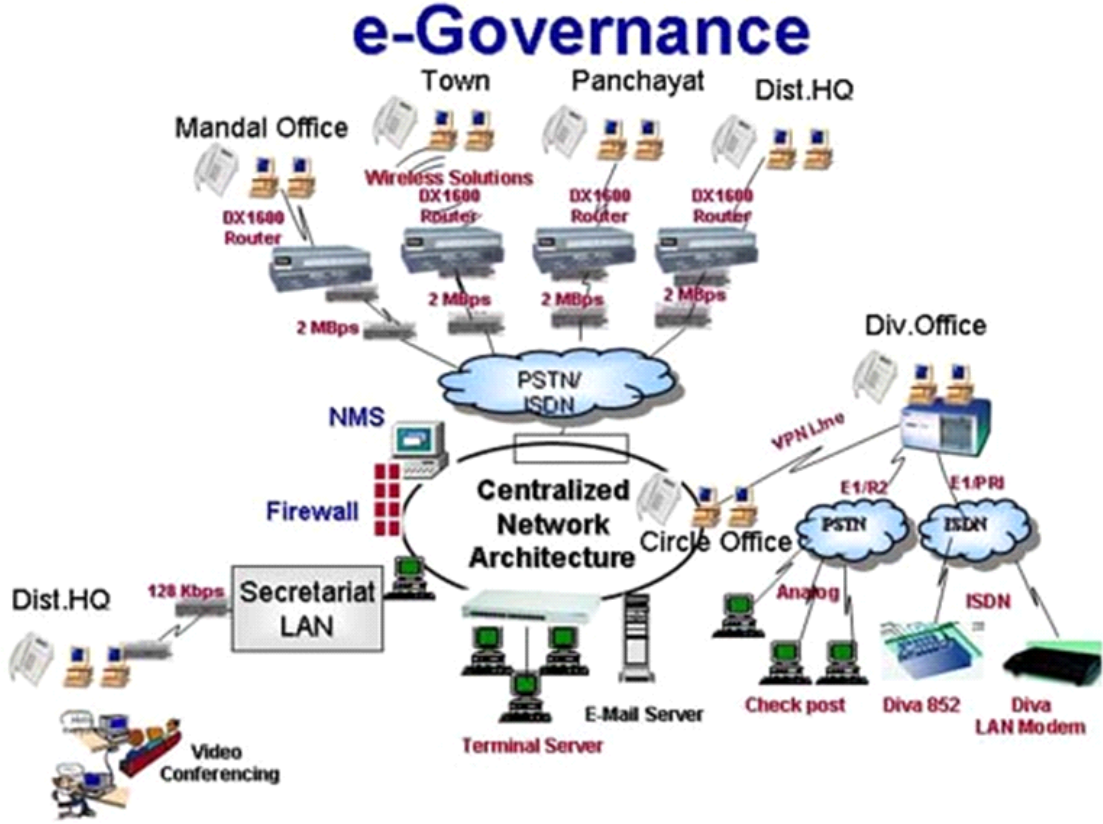 e-Governance
Town
Panchayat
Dist.HQ
Mandal Office
Wireless Solutions
DX1600
Router
DX1600
Router
DX1600
Router
DX1600
Router
2 MBps
2 MBps
2 MBps
2 MBps
Div.Office
PSTN/
ISDN
NMS
VPN Line
Firewall
Centralized
Network
Architecture
Circle Office
E1/R2
E1/PRI
PSTN
ISDN
Dist.HQ
128 Kbps
Secretariat
LAN
Analog
ISDN
Check post
Diva 852
Diva
LAN Modem
E-Mail Server
Terminal Server
Video
Conferencing